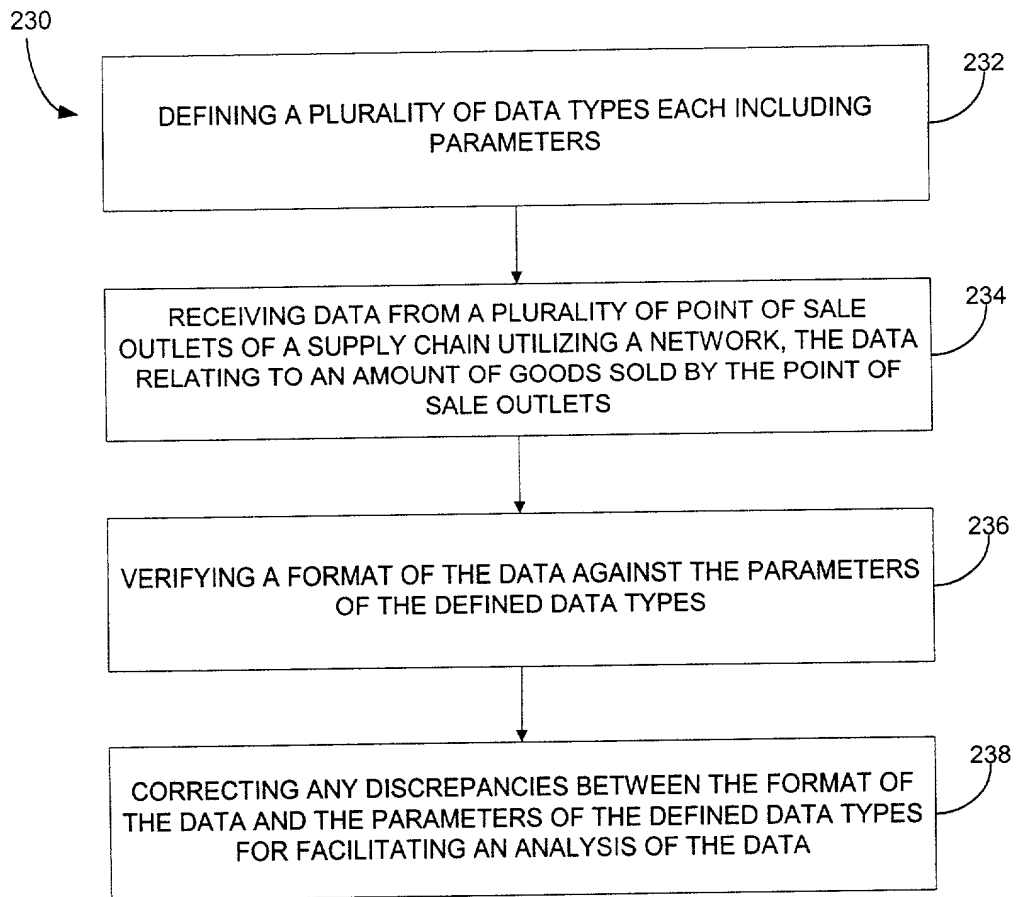 230
232
DEFINING A PLURALITY OF DATA TYPES EACH INCLUDING
PARAMETERS
234
RECEIVING DATA FROM A PLURALITY OF POINT OF SALE
OUTLETS OF A SUPPLY CHAIN UTILIZING A NETWORK, THE DATA
RELATING TO AN AMOUNT OF GOODS SOLD BY THE POINT OF
SALE OUTLETS
236
VERIFYING A FORMAT OF THE DATA AGAINST THE PARAMETERS
OF THE DEFINED DATA TYPES
238
CORRECTING ANY DISCREPANCIES BETWEEN THE FORMAT OF
THE DATA AND THE PARAMETERS OF THE DEFINED DATA TYPES
FOR FACILITATING AN ANALYSIS OF THE DATA